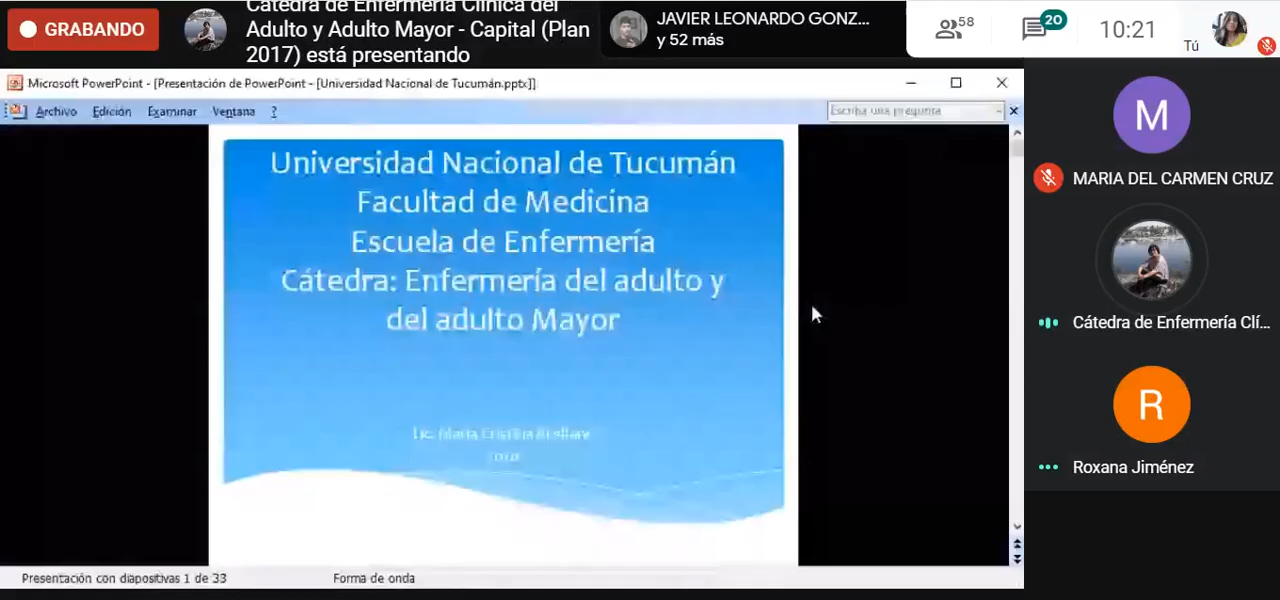 GRABANDO
Cátedra de Enfermería Clínica del
Adulto y Adulto Mayor - Capital (Plan
2017) está presentando
JAVIER LEONARDO GONZ...
y 52 más
58
20
10:21
Tú
Microsoft PowerPoint - [Presentación de PowerPoint - [Universidad Nacional de Tucumán.pptx]]
Archivo Edición Examinar Ventana ?
Escriba una pregunta
Universidad Nacional de Tucumán
Facultad de Medicina
Escuela de Enfermería
Cátedra: Enfermería del adulto y
del adulto Mayor
Lic. María Cristina
M
MARIA DEL CARMEN CRUZ
Cátedra de Enfermería Clí...
R
Roxana Jiménez
Presentación con diapositivas 1 de 33
Forma de onda